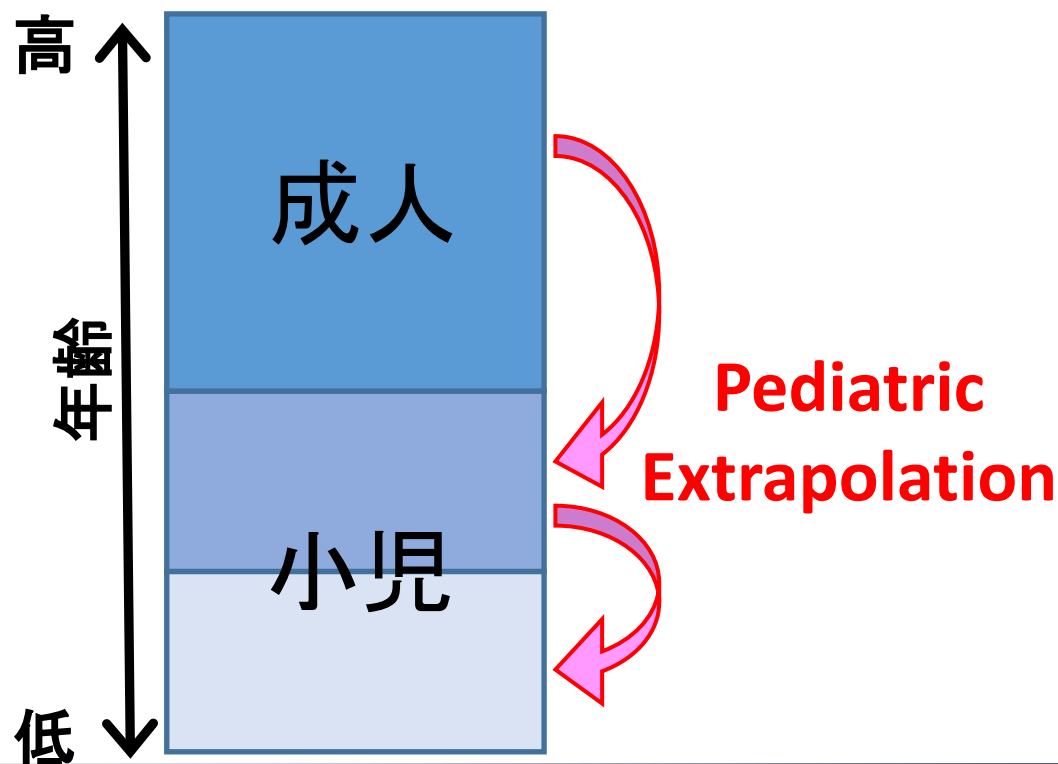 高
成人
年齢
Pediatric
Extrapolation
小児
低